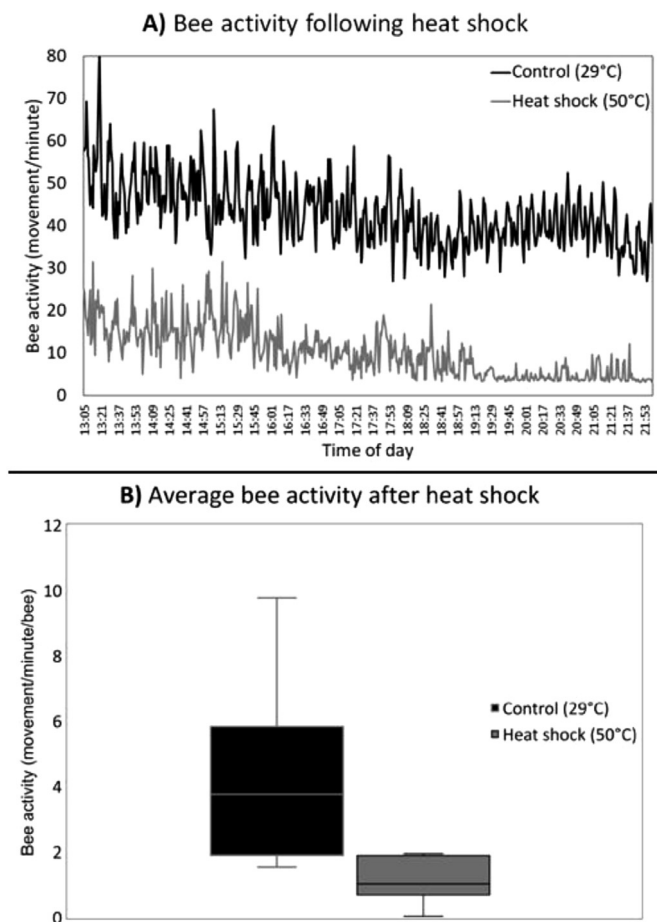 A) Bee activity following heat shock
80
70
60
50
40
30
20
10
0
Bee activity (movement/minute)
Control (29°C)
Heat shock (50°C)
13:05 13:21 13:37 13:53 14:09 14:25 14:41 14:57 15:13 15:29 15:45 16:01 16:17 16:33 16:49 17:05 17:21 17:37 17:53 18:09 18:25 18:41 18:57 19:13 19:29 19:45 20:01 20:17 20:33 20:49 21:05 21:21 21:37 21:53
Time of day
B) Average bee activity after heat shock
12
10
8
6
4
2
0
Bee activity (movement/minute/bee)
Control (29°C)
Heat shock (50°C)